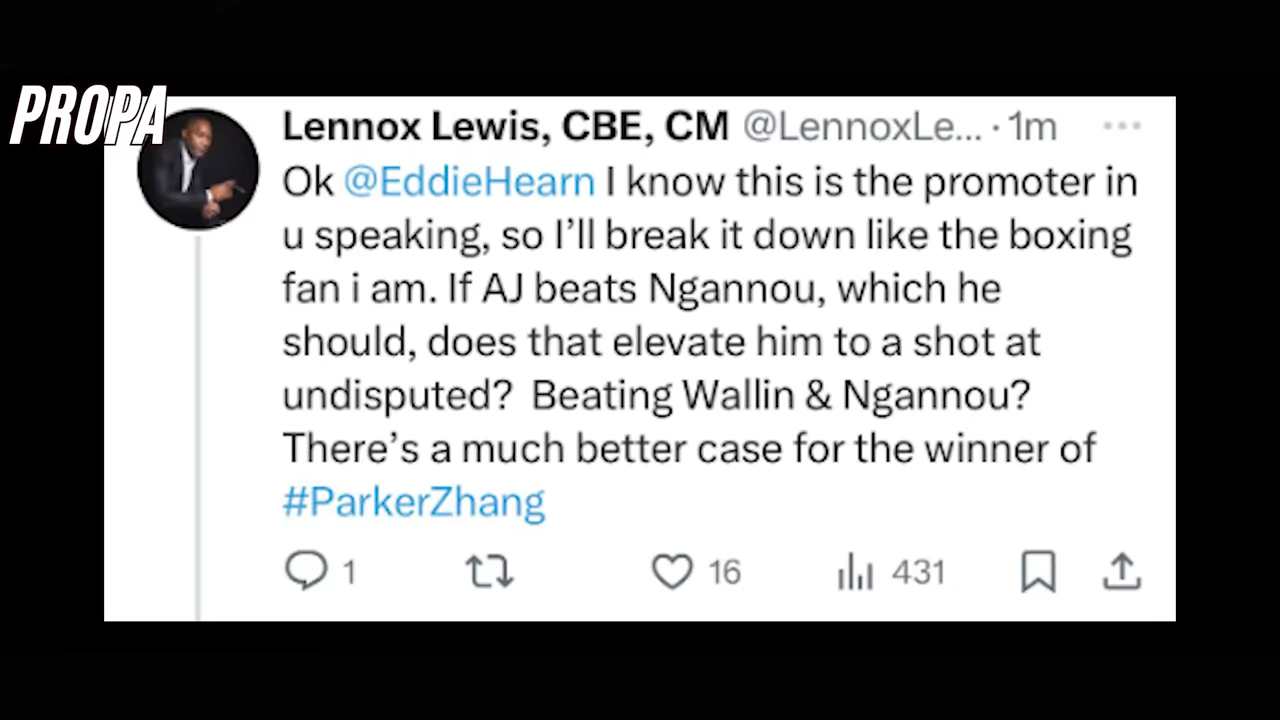 PROPA
Lennox Lewis, CBE, CM @LennoxLe... · 1m
Ok @EddieHearn I know this is the promoter in
u speaking, so I'll break it down like the boxing
fan i am. If AJ beats Ngannou, which he
should, does that elevate him to a shot at
undisputed?  Beating Wallin & Ngannou?
There's a much better case for the winner of
#ParkerZhang
1 16 431